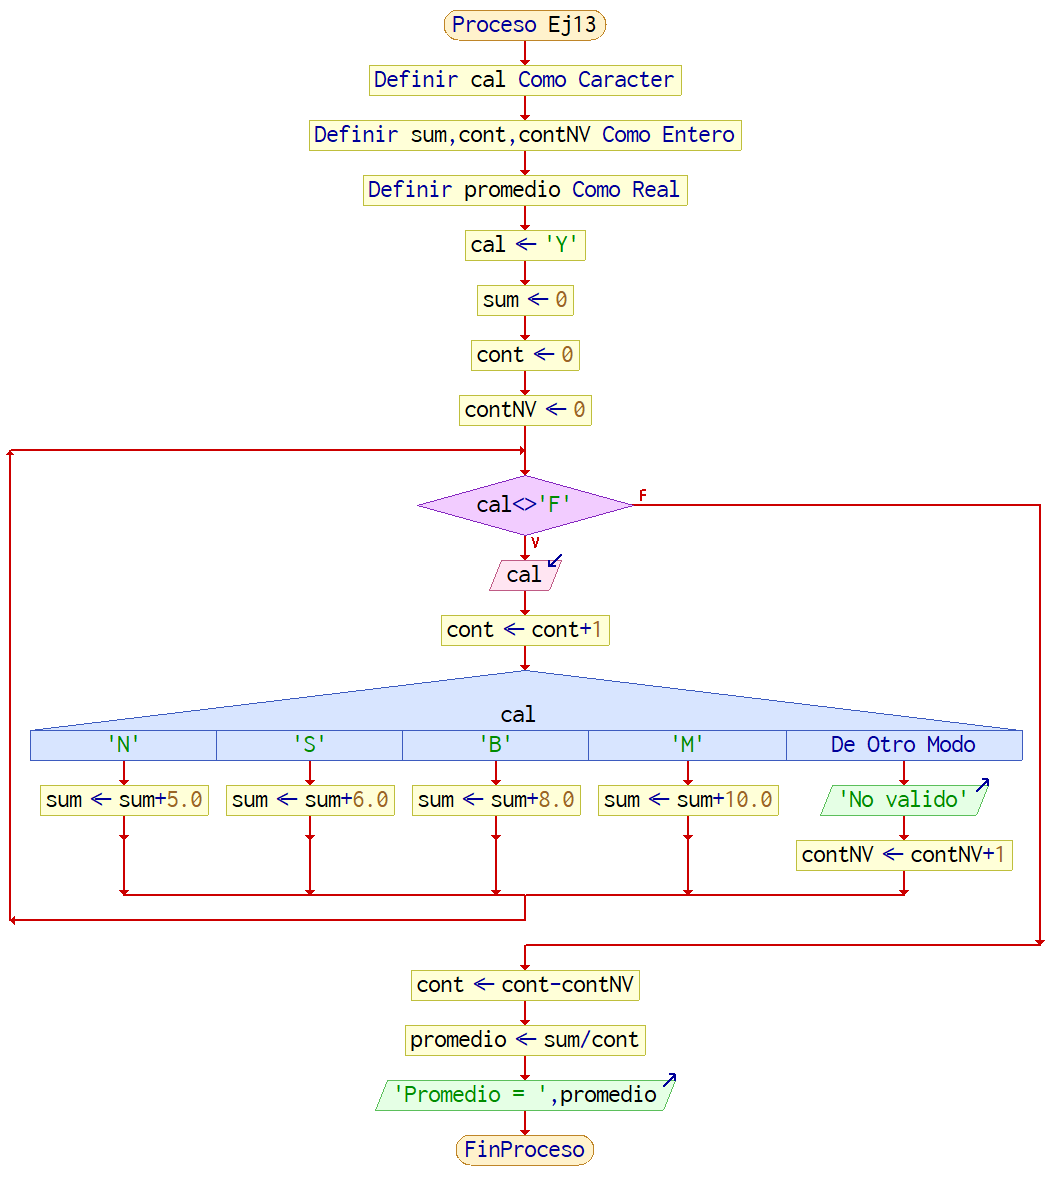 Proceso Ej13
Definir cal Como Caracter
Definir sum,cont,contNV Como Entero
Definir promedio Como Real
cal ← 'Y'
sum ← 0
cont ← 0
contNV ← 0
cal<>'F'
F
V
cal
cont ← cont+1
cal
'N' 'S' 'B' 'M' De Otro Modo
sum ← sum+5.0 sum ← sum+6.0 sum ← sum+8.0 sum ← sum+10.0 'No valido'
contNV ← contNV+1
cont ← cont-contNV
promedio ← sum/cont
'Promedio = ',promedio
FinProceso